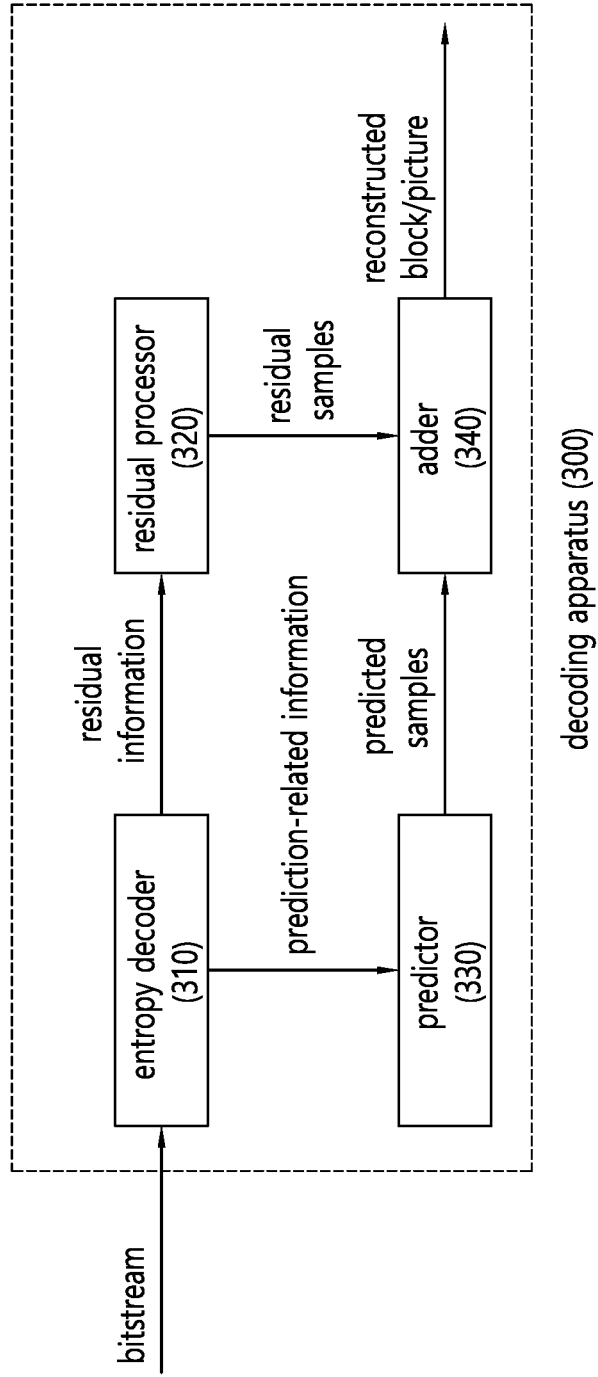 bitstream
entropy decoder
(310)
residual
information
residual processor
(320)
prediction-related information
residual
samples
predictor
(330)
predicted
samples
adder
(340)
reconstructed
block/picture
decoding apparatus (300)